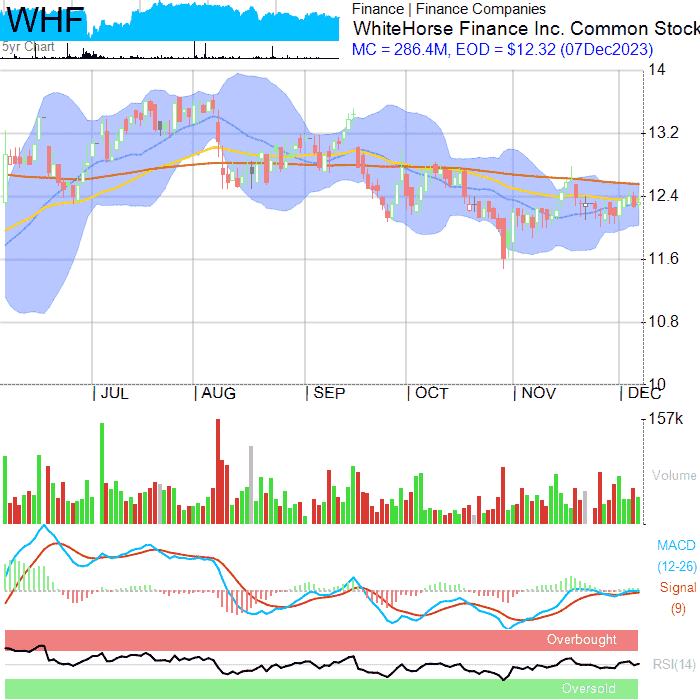 WHF
5yr Chart
Finance | Finance Companies
WhiteHorse Finance Inc. Common Stock
MC = 286.4M, EOD = $12.32 (07Dec2023)
14
13.2
12.4
11.6
10.8
10
| JUL | AUG | SEP | OCT | NOV | DEC
157k
Volume
MACD
(12-26)
Signal
(9)
Overbought
RSI(14)
Oversold